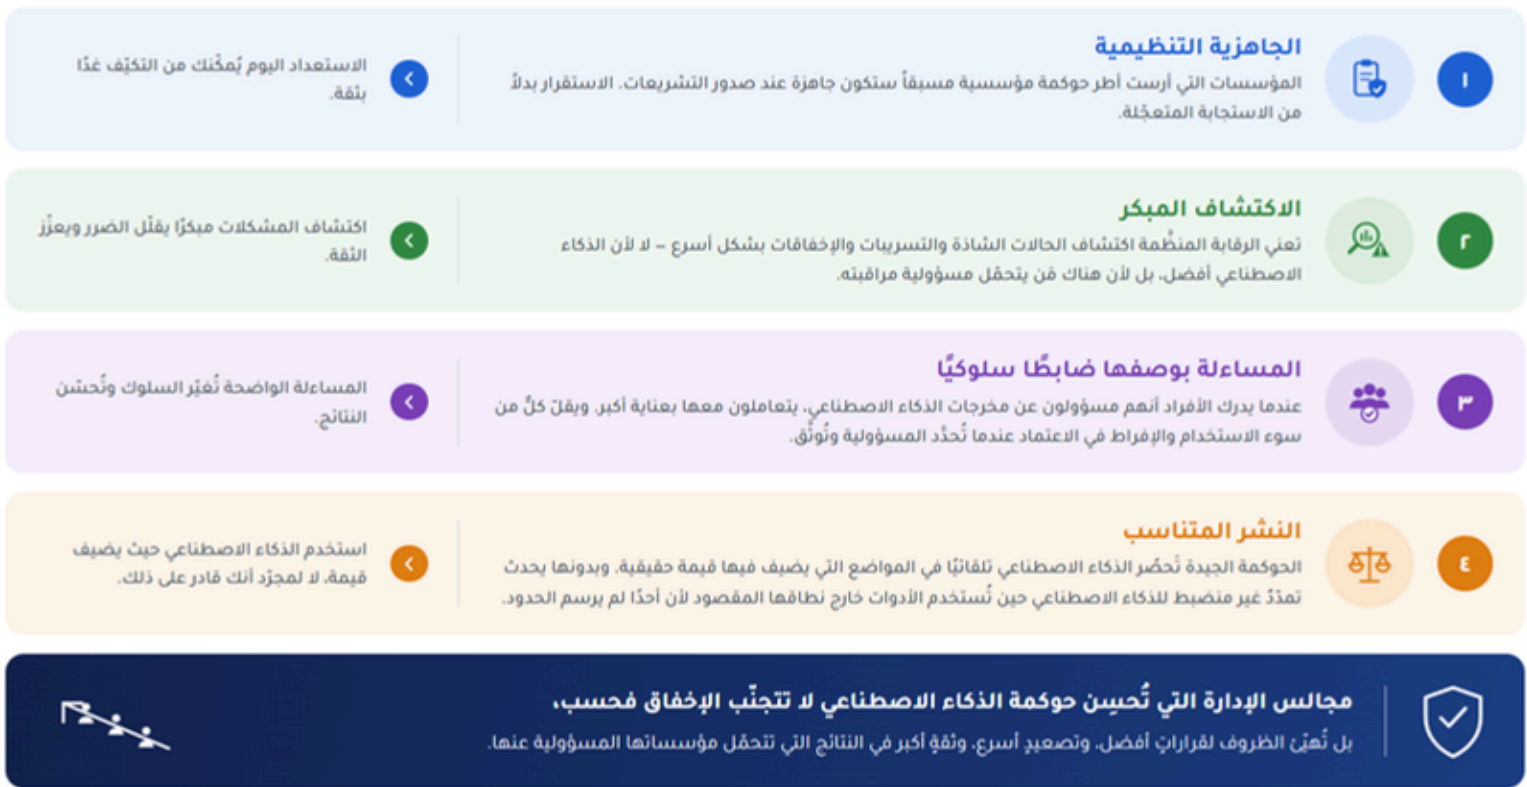 ١
الجاهزية التنظيمية
المؤسسات التي أرست أطر حوكمة مؤسسية مسبقاً ستكون جاهزة عند صدور التشريعات. الاستقرار بدلاً
من الاستجابة المتعجّلة.
الاستعداد اليوم يُمكّنك من التكيّف غدًا
بثقة.
٢
الاكتشاف المبكر
تعني الرقابة المنظَّمة اكتشاف الحالات الشاذة والتسريبات والإخفاقات بشكل أسرع – لا لأن الذكاء
الاصطناعي أفضل، بل لأن هناك مَن يتحمّل مسؤولية مراقبته.
اكتشاف المشكلات مبكرًا يقلّل الضرر ويعزّز
الثقة.
٣
المساءلة بوصفها ضابطًا سلوكيًّا
عندما يدرك الأفراد أنهم مسؤولون عن مخرجات الذكاء الاصطناعي، يتعاملون معها بعناية أكبر. ويقلّ كلٌّ من
سوء الاستخدام والإفراط في الاعتماد عندما تُحدَّد المسؤولية وتُوثَّق.
المساءلة الواضحة تُغيّر السلوك وتُحسّن
النتائج.
٤
النشر المتناسب
الحوكمة الجيدة تَحصُر الذكاء الاصطناعي تلقائيًا في المواضع التي يضيف فيها قيمة حقيقية. وبدونها يحدث
تمدّدٌ غير منضبط للذكاء الاصطناعي حين تُستخدم الأدوات خارج نطاقها المقصود لأن أحدًا لم يرسم الحدود.
استخدم الذكاء الاصطناعي حيث يضيف
قيمة، لا لمجرّد أنك قادر على ذلك.
مجالس الإدارة التي تُحسِن حوكمة الذكاء الاصطناعي لا تتجنّب الإخفاق فحسب،
بل تُهيّئ الظروف لقراراتٍ أفضل، وتصعيدٍ أسرع، وثقةٍ أكبر في النتائج التي تتحمّل مؤسساتها المسؤولية عنها.